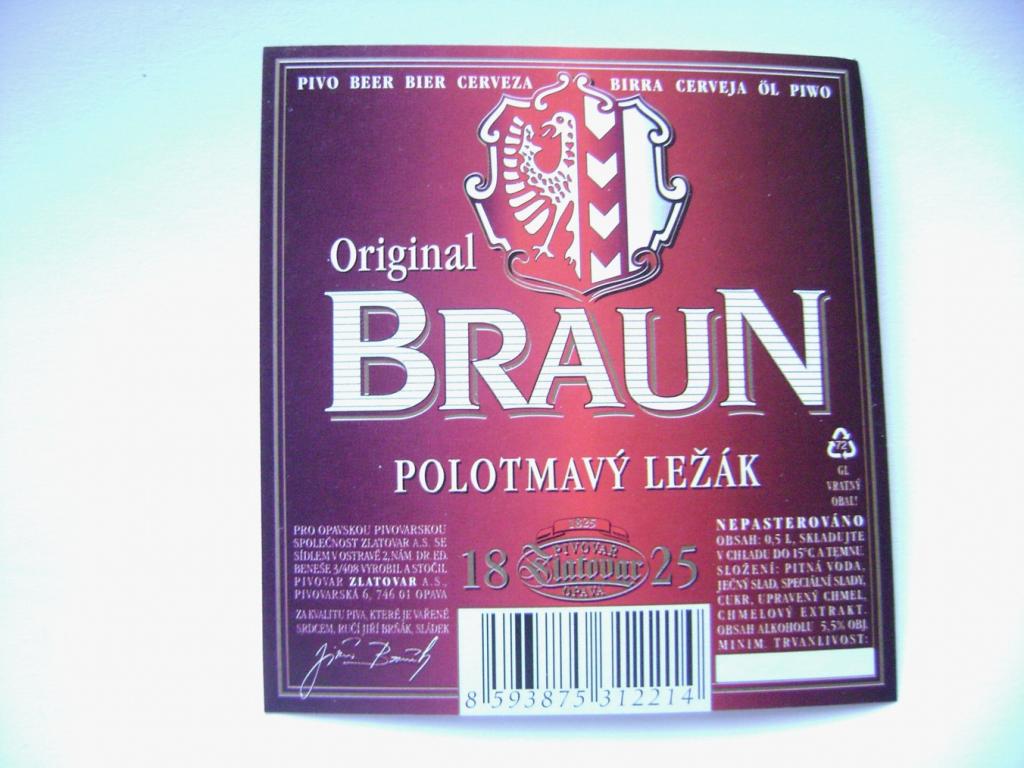 PIVO BEER BIER CERVEZA BIRRA CERVEJA ÖL PIWO
Original
BRAUN
POLOTMAVÝ LEŽÁK
72
GL
VRATNÝ
OBAL!
PRO OPAVSKOU PIVOVARSKOU
SPOLEČNOST ZLATOVAR A.S. SE
SÍDLEM V OSTRAVĚ 2, NÁM. DR. ED.
BENEŠE 3/408 VYROBIL A STOČIL
PIVOVAR ZLATOVAR A.S.,
PIVOVARSKÁ 6, 746 01 OPAVA
ZA KVALITU PIVA, KTERÉ JE VAŘENÉ
SRDCEM, RUČÍ JIŘÍ BRŇÁK, SLÁDEK
1825
PIVOVAR
18 Zlatovar 25
OPAVA
NEPASTEROVÁNO
OBSAH: 0,5 L, SKLADUJTE
V CHLADU DO 15°C A TEMNU.
SLOŽENÍ: PITNÁ VODA,
JEČNÝ SLAD, SPECIÁLNÍ SLADY,
CUKR, UPRAVENÝ CHMEL,
CHMELOVÝ EXTRAKT.
OBSAH ALKOHOLU 5,5% OBJ.
MINIM. TRVANLIVOST:
8 593875 312214